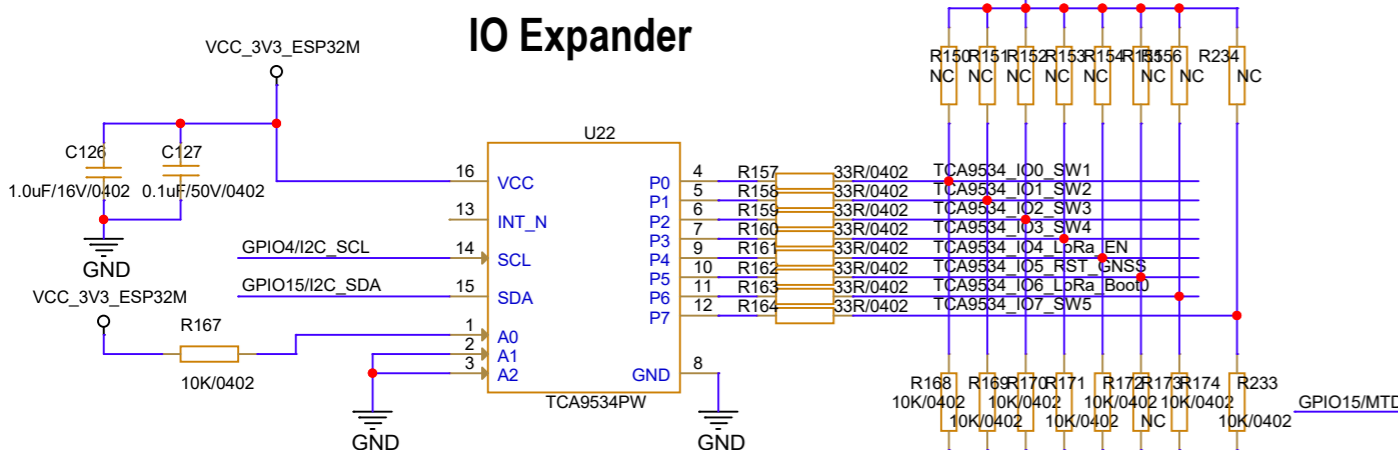 IO Expander
VCC_3V3_ESP32M
R150 R151 R152 R153 R154 R155 R156 R234
NC NC NC NC NC NC NC NC
U22
C126 C127
1.0uF/16V/0402 0.1uF/50V/0402
GND
16 VCC
13 INT_N
GPIO4/I2C_SCL 14 SCL
GPIO15/I2C_SDA 15 SDA
P0 4 R157 33R/0402 TCA9534_IO0_SW1
P1 5 R158 33R/0402 TCA9534_IO1_SW2
P2 6 R159 33R/0402 TCA9534_IO2_SW3
P3 7 R160 33R/0402 TCA9534_IO3_SW4
P4 9 R161 33R/0402 TCA9534_IO4_LoRa_EN
P5 10 R162 33R/0402 TCA9534_IO5_RST_GNSS
P6 11 R163 33R/0402 TCA9534_IO6_LoRa_Boot0
P7 12 R164 33R/0402 TCA9534_IO7_SW5
VCC_3V3_ESP32M
R167
10K/0402
1 A0
2 A1
3 A2
GND 8
TCA9534PW
GND
GND
R168 R169 R170 R171 R172 R173 R174 R233
10K/0402 10K/0402 10K/0402 10K/0402
10K/0402 10K/0402 NC 10K/0402
GPIO15/MTD